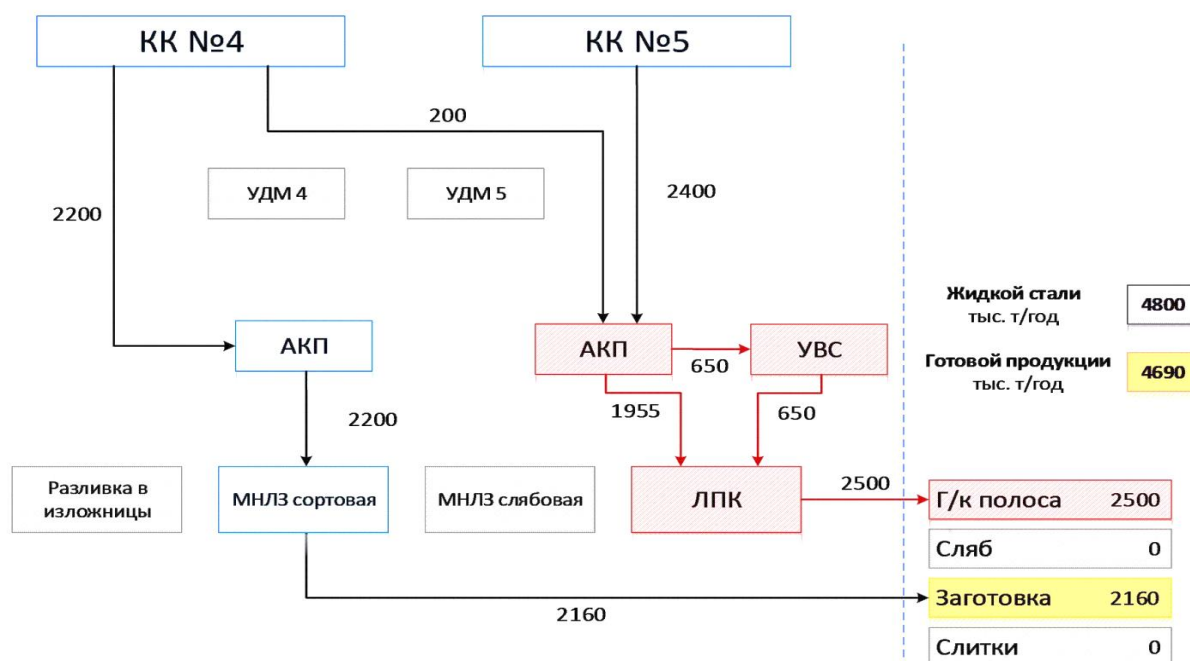 КК №4
КК №5
200
УДМ 4
УДМ 5
2200
2400
Жидкой стали
тыс. т/год
4800
АКП
АКП
650
УВС
Готовой продукции
тыс. т/год
4690
2200
1955
650
Разливка в
изложницы
МНЛЗ сортовая
МНЛЗ слябовая
ЛПК
2500
Г/к полоса 2500
Сляб 0
2160
Заготовка 2160
Слитки 0